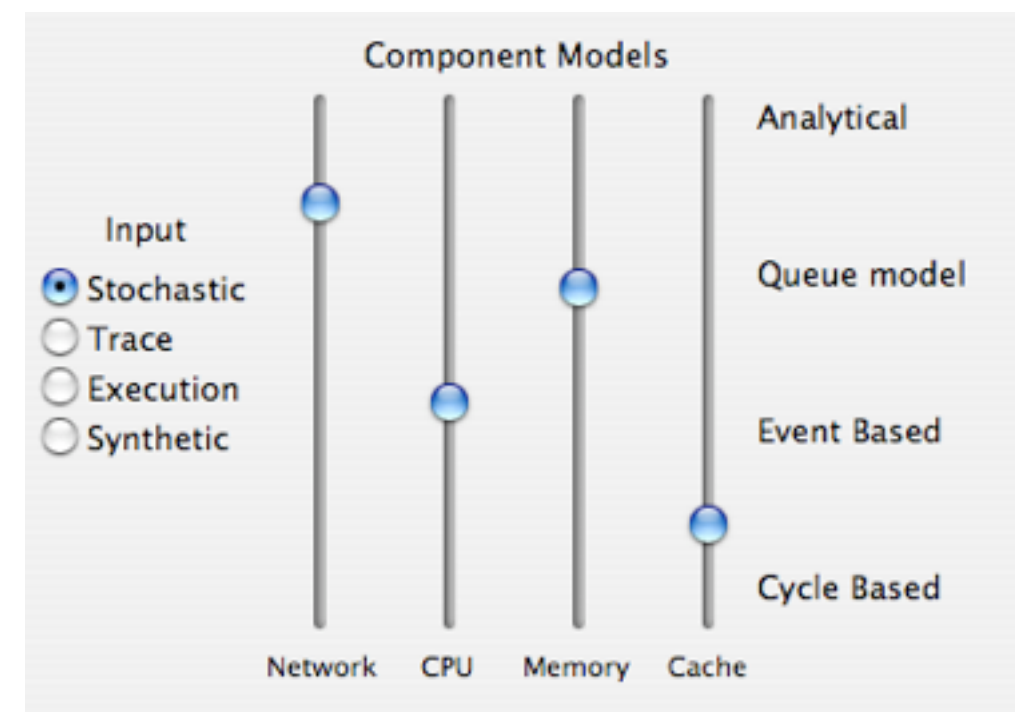 Component Models
Input
Stochastic
Trace
Execution
Synthetic
Analytical
Queue model
Event Based
Cycle Based
Network
CPU
Memory
Cache